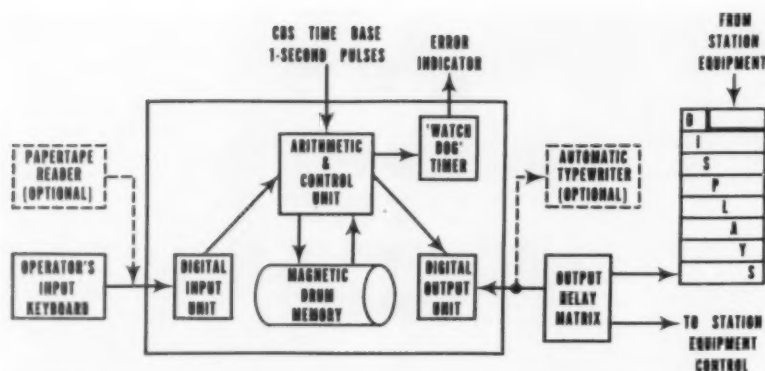 CBS TIME BASE
1-SECOND PULSES
ERROR
INDICATOR
FROM
STATION
EQUIPMENT
PAPERTAPE
READER
(OPTIONAL)
ARITHMETIC
&
CONTROL
UNIT
'WATCH
DOG'
TIMER
AUTOMATIC
TYPEWRITER
(OPTIONAL)
D
I
S
P
L
A
Y
S
OPERATOR'S
INPUT
KEYBOARD
DIGITAL
INPUT
UNIT
MAGNETIC
DRUM
MEMORY
DIGITAL
OUTPUT
UNIT
OUTPUT
RELAY
MATRIX
TO STATION
EQUIPMENT
CONTROL